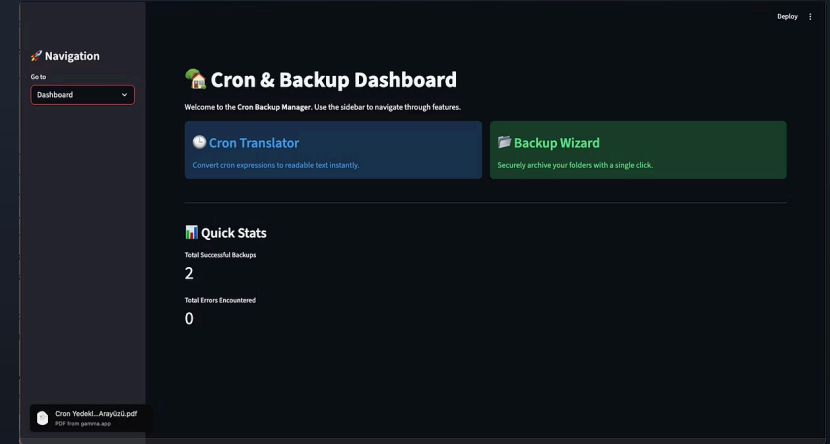 Deploy
Navigation
Go to
Dashboard
Cron & Backup Dashboard
Welcome to the Cron Backup Manager. Use the sidebar to navigate through features.
Cron Translator
Convert cron expressions to readable text instantly.
Backup Wizard
Securely archive your folders with a single click.
Quick Stats
Total Successful Backups
2
Total Errors Encountered
0
Cron Yedekl...Arayüzü.pdf
PDF from gamma.app